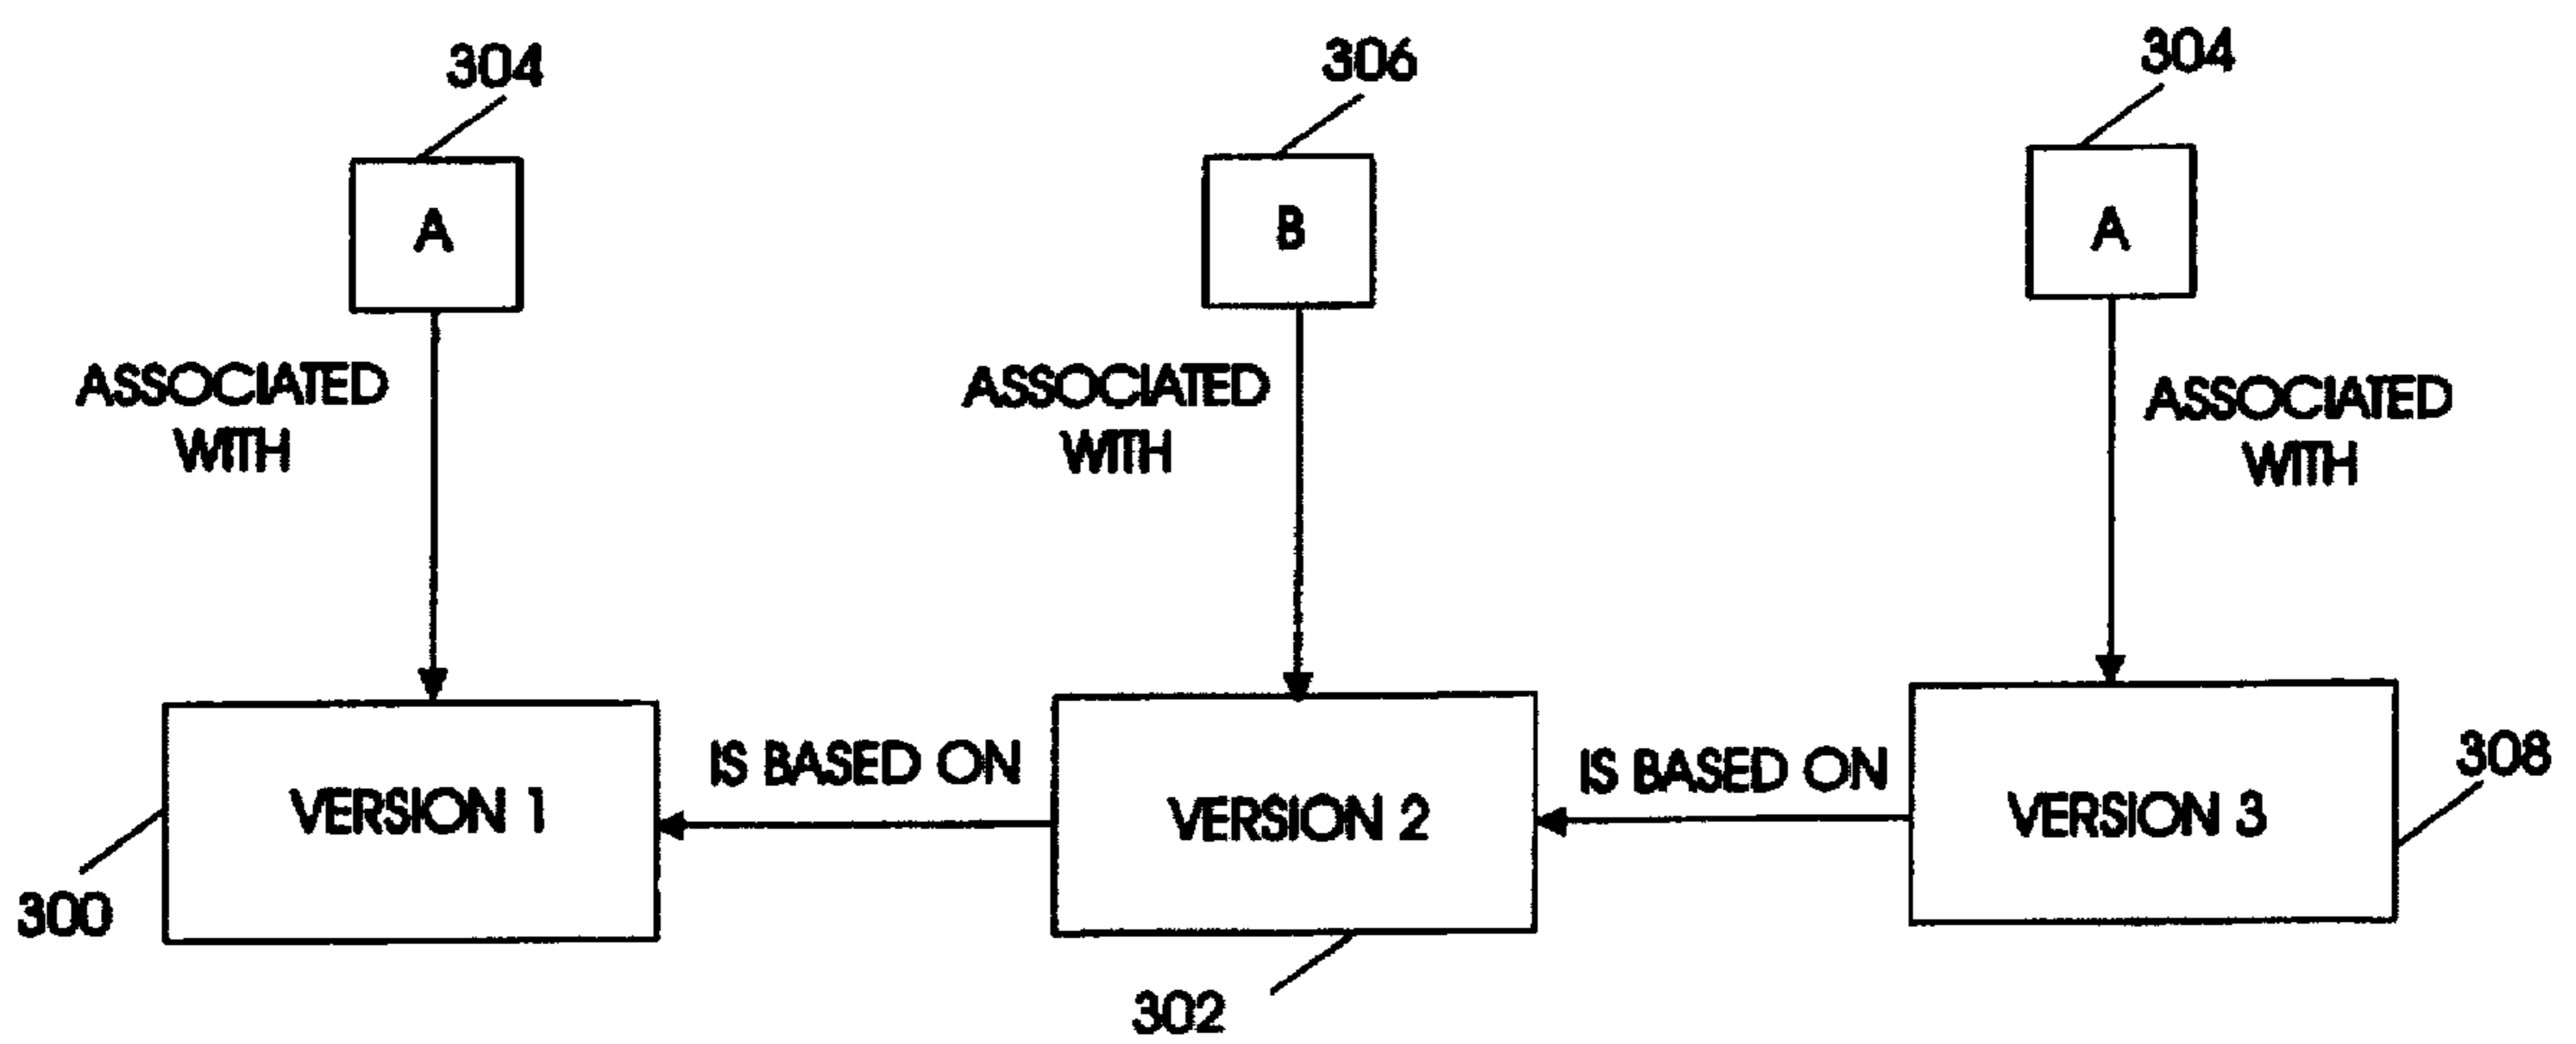 304
306
304
A
B
A
ASSOCIATED
WITH
ASSOCIATED
WITH
ASSOCIATED
WITH
VERSION 1
IS BASED ON
VERSION 2
IS BASED ON
VERSION 3
308
300
302